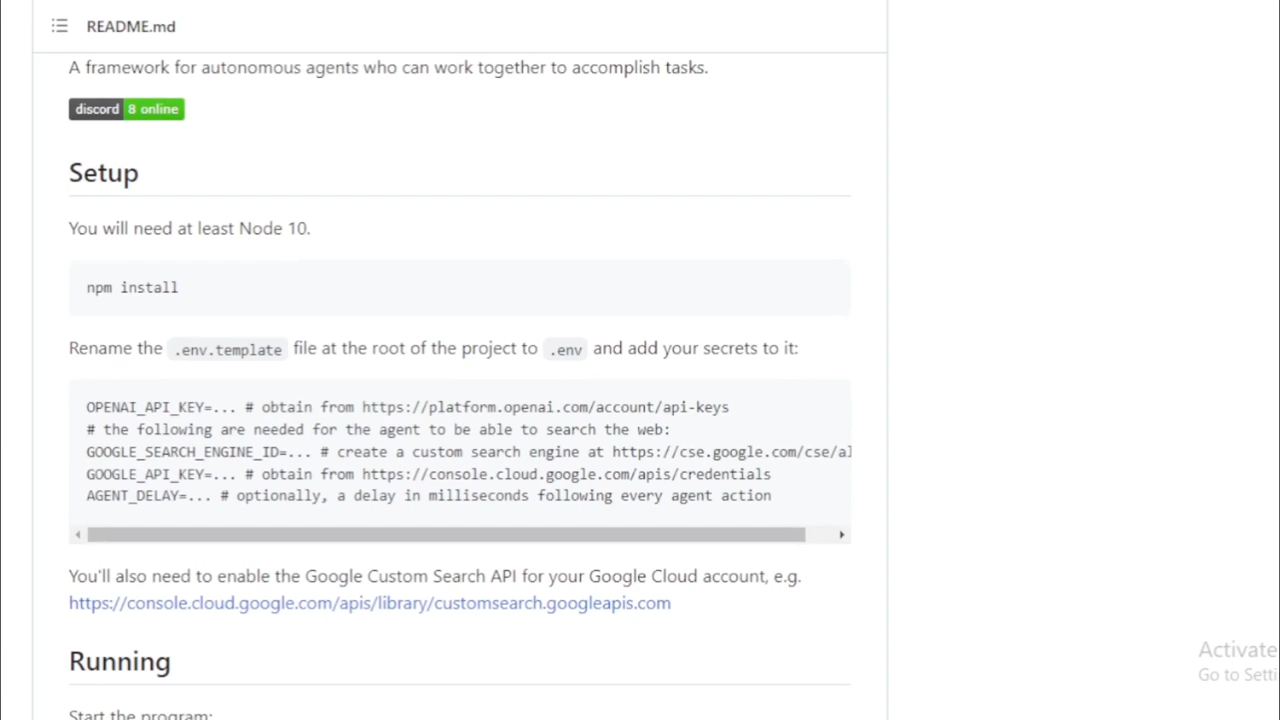 README.md
A framework for autonomous agents who can work together to accomplish tasks.
discord 8 online
Setup
You will need at least Node 10.
npm install
Rename the .env.template file at the root of the project to .env and add your secrets to it:
OPENAI_API_KEY=... # obtain from https://platform.openai.com/account/api-keys
# the following are needed for the agent to be able to search the web:
GOOGLE_SEARCH_ENGINE_ID=... # create a custom search engine at https://cse.google.com/cse/al
GOOGLE_API_KEY=... # obtain from https://console.cloud.google.com/apis/credentials
AGENT_DELAY=... # optionally, a delay in milliseconds following every agent action
You'll also need to enable the Google Custom Search API for your Google Cloud account, e.g.
https://console.cloud.google.com/apis/library/customsearch.googleapis.com
Running
Activate
Go to Setti
Start the program: